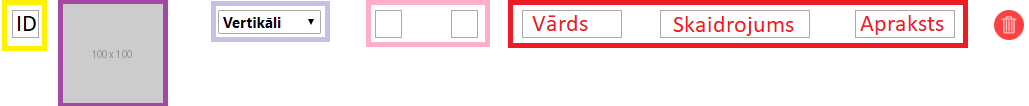 ID
100 x 100
Vertikāli
Vārds
Skaidrojums
Apraksts